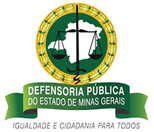 DEFENSORIA PÚBLICA
DO ESTADO DE MINAS GERAIS
IGUALDADE E CIDADANIA PARA TODOS